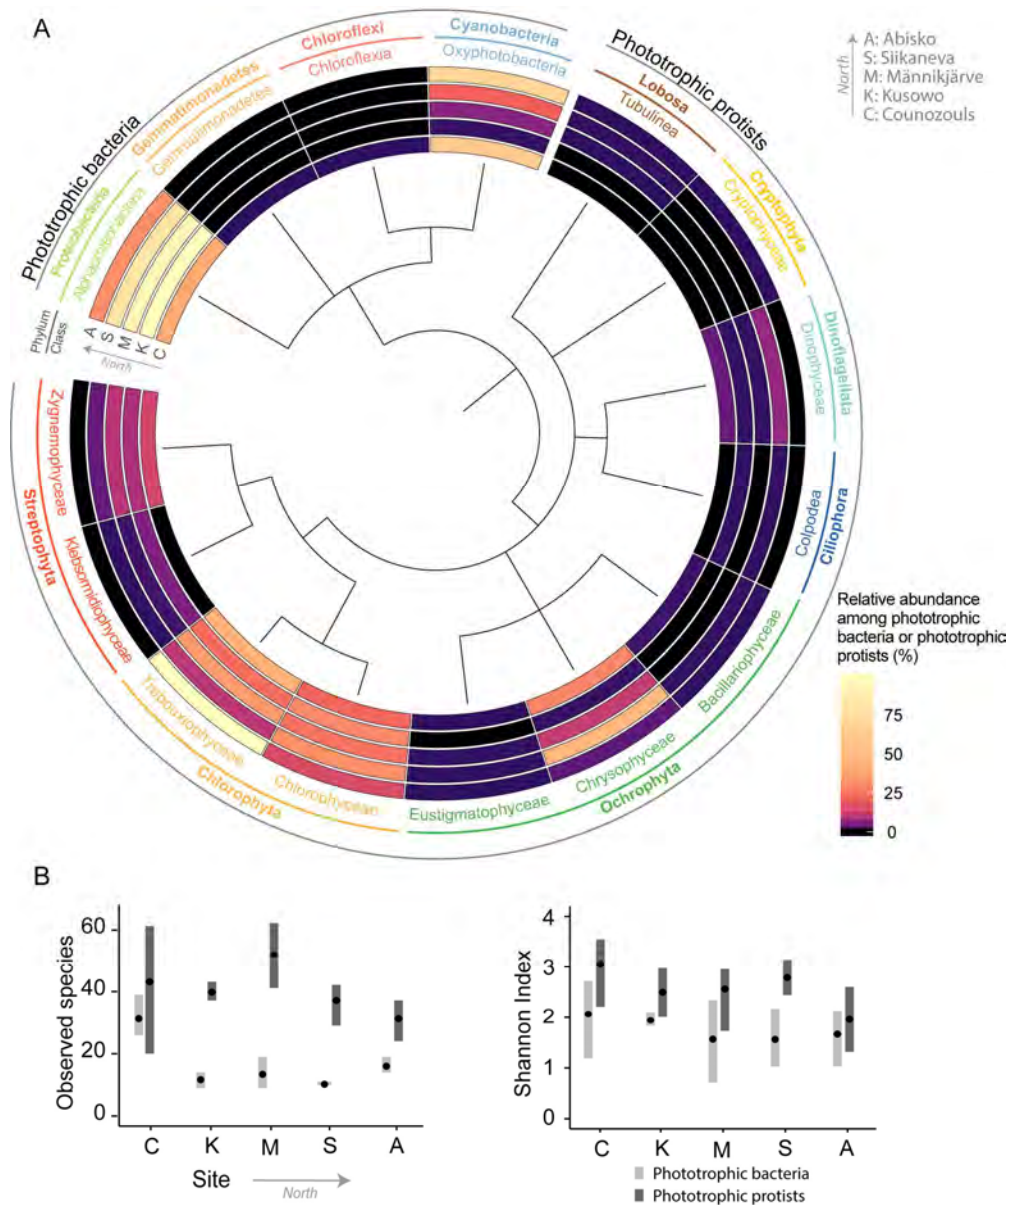 A
Phototrophic bacteria
Phototrophic protists
Proteobacteria
Alphaproteobacteria
Gemmatimonadetes
Gemmatimonadetes
Chloroflexi
Chloroflexia
Cyanobacteria
Oxyphotobacteria
Lobosa
Tubulinea
Cryptophyta
Cryptophyceae
Dinoflagellata
Dinophyceae
Ciliophora
Colpodea
Bacillariophyceae
Chrysophyceae
Eustigmatophyceae
Ochrophyta
Chlorophyceae
Trebouxiophyceae
Chlorophyta
Klebsormidiophyceae
Zygnemophyceae
Streptophyta
Phylum
Class
A
S
M
K
C
North
North
A: Abisko
S: Siikaneva
M: Männikjärve
K: Kusowo
C: Counozouls
Relative abundance
among phototrophic
bacteria or phototrophic
protists (%)
75
50
25
0
B
Observed species
60
40
20
0
C K M S A
Site
North
Shannon Index
4
3
2
1
0
C K M S A
Phototrophic bacteria
Phototrophic protists